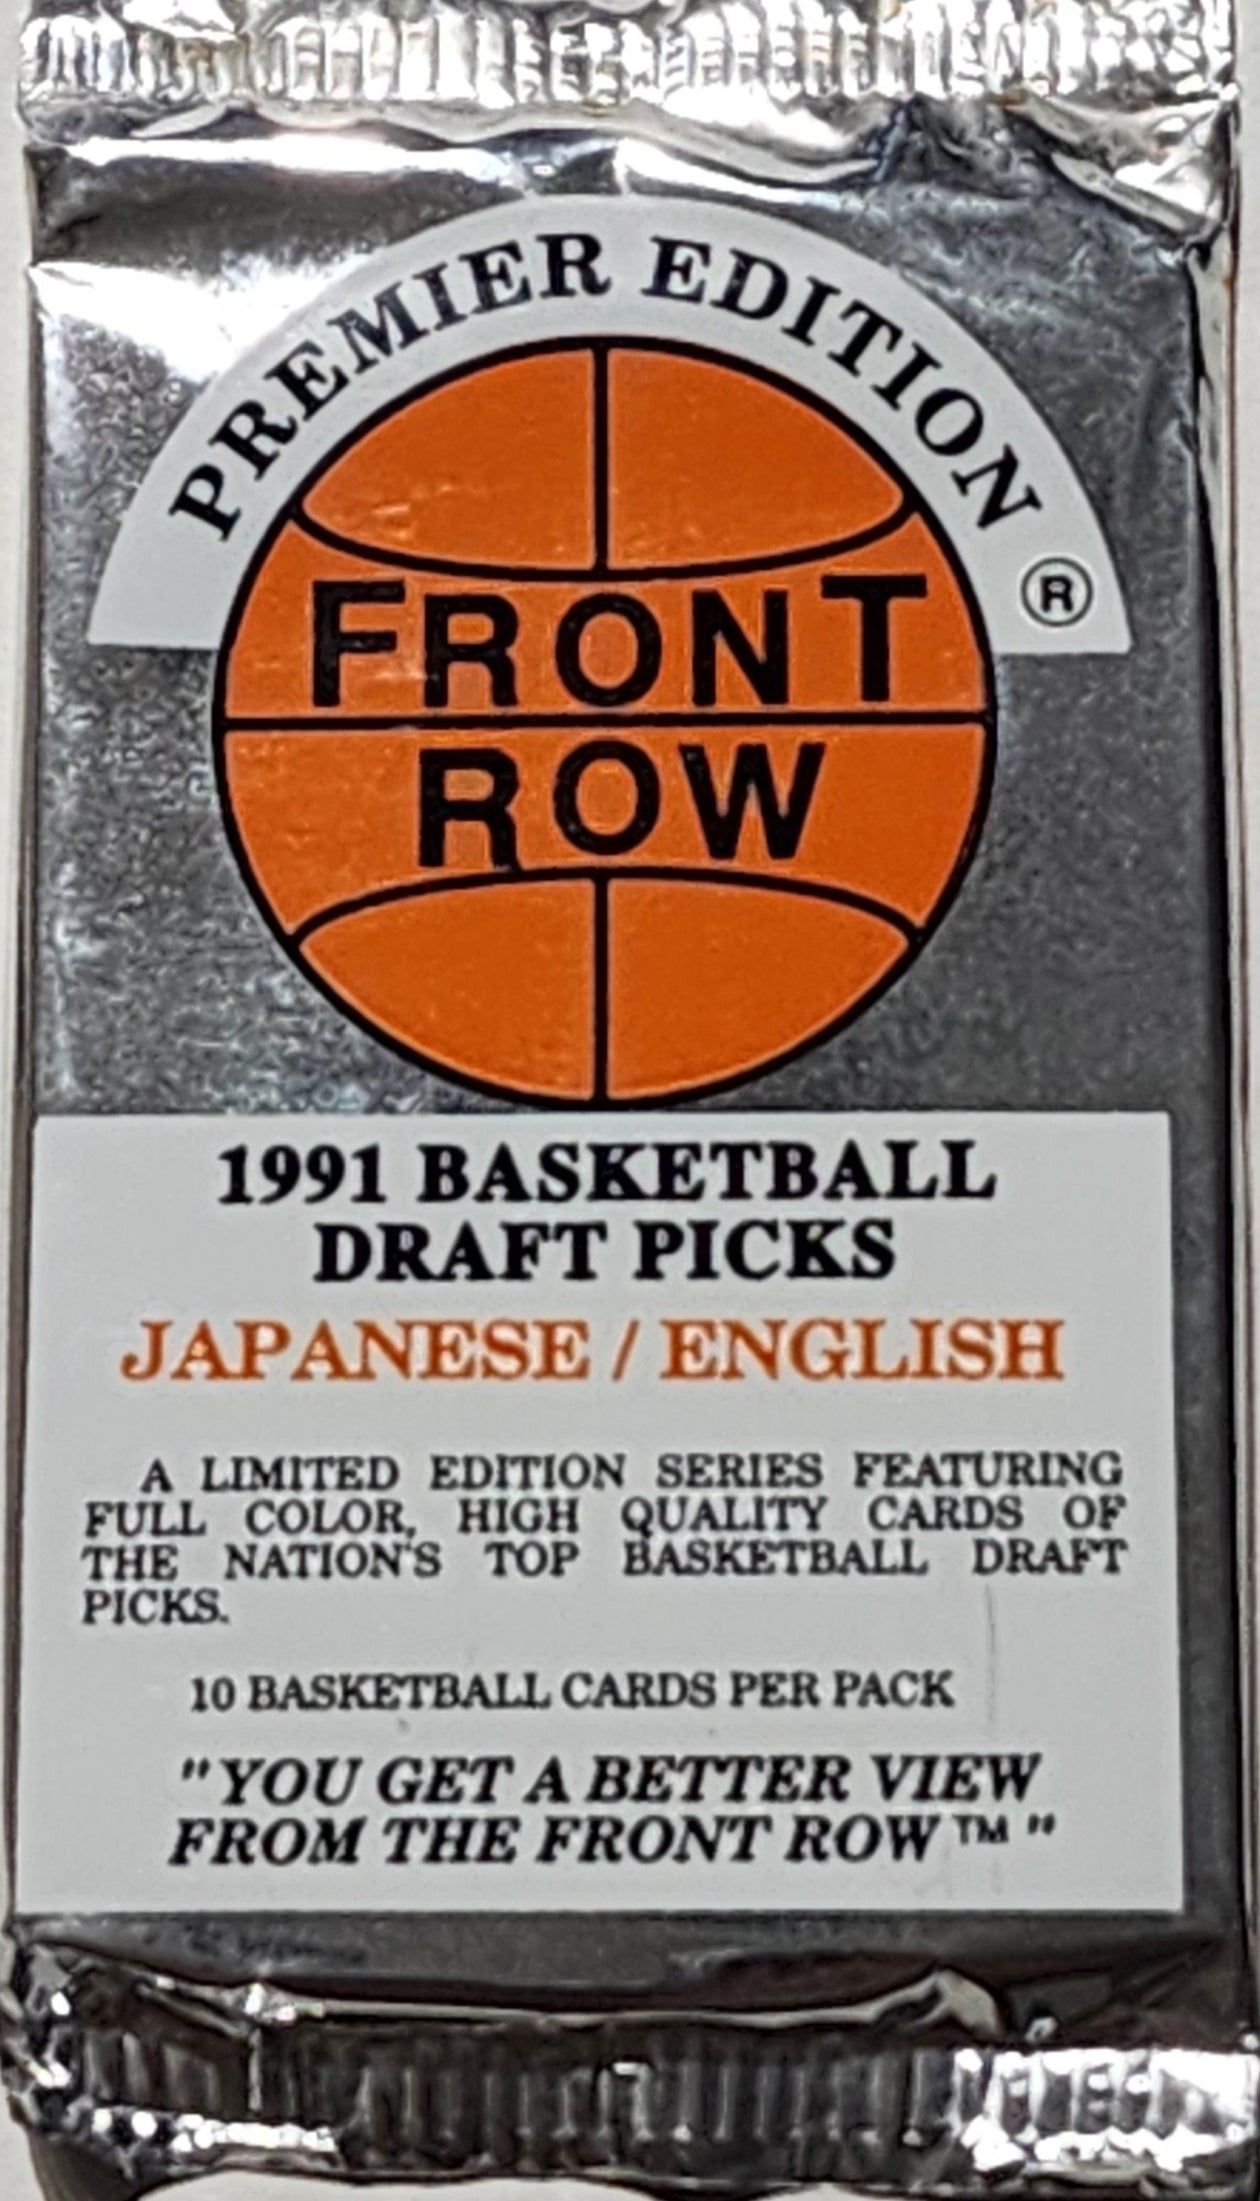 PREMIER EDITION
®
FRONT
ROW
1991 BASKETBALL
DRAFT PICKS
JAPANESE / ENGLISH
A LIMITED EDITION SERIES FEATURING
FULL COLOR, HIGH QUALITY CARDS OF
THE NATION'S TOP BASKETBALL DRAFT
PICKS.
10 BASKETBALL CARDS PER PACK
"YOU GET A BETTER VIEW
FROM THE FRONT ROW™"